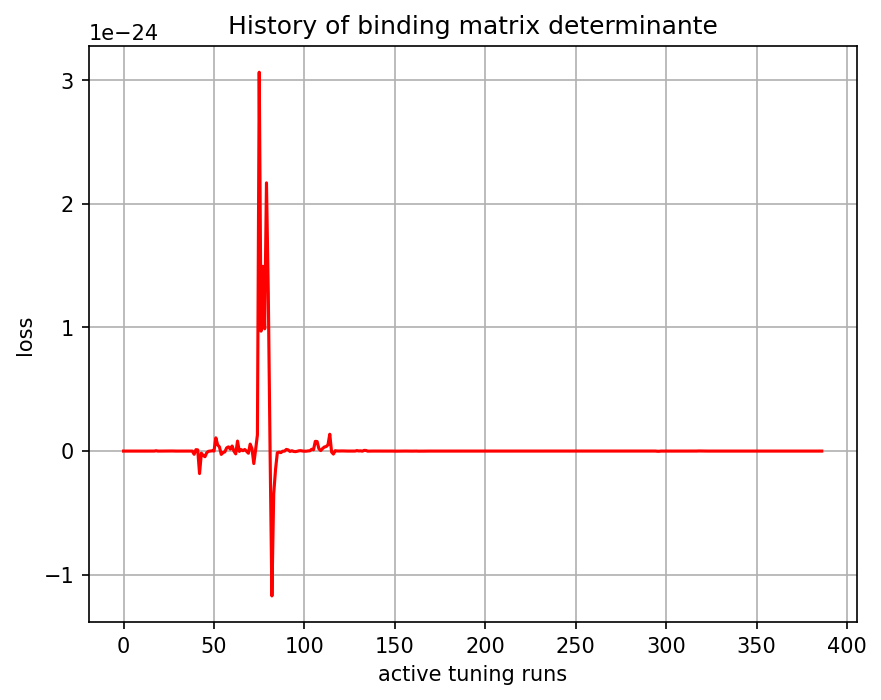 History of binding matrix determinante
1e−24
3
2
1
0
−1
loss
0 50 100 150 200 250 300 350 400
active tuning runs